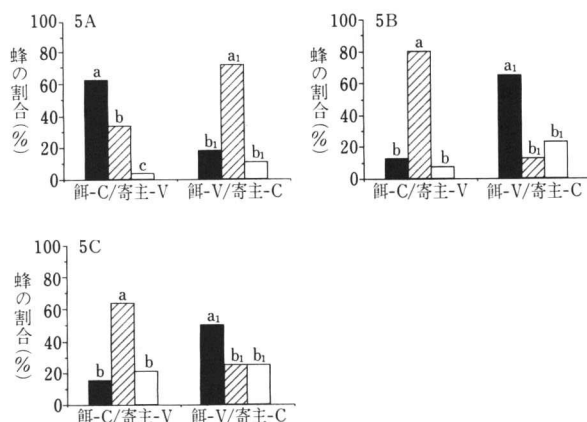 5A
蜂の割合(%)
100
80
60
40
20
0
a
b
c
b₁
a₁
b₁
餌-C/寄主-V
餌-V/寄主-C
5B
蜂の割合(%)
100
80
60
40
20
0
b
a
b
a₁
b₁
b₁
餌-C/寄主-V
餌-V/寄主-C
5C
蜂の割合(%)
100
80
60
40
20
0
b
a
b
a₁
b₁
b₁
餌-C/寄主-V
餌-V/寄主-C